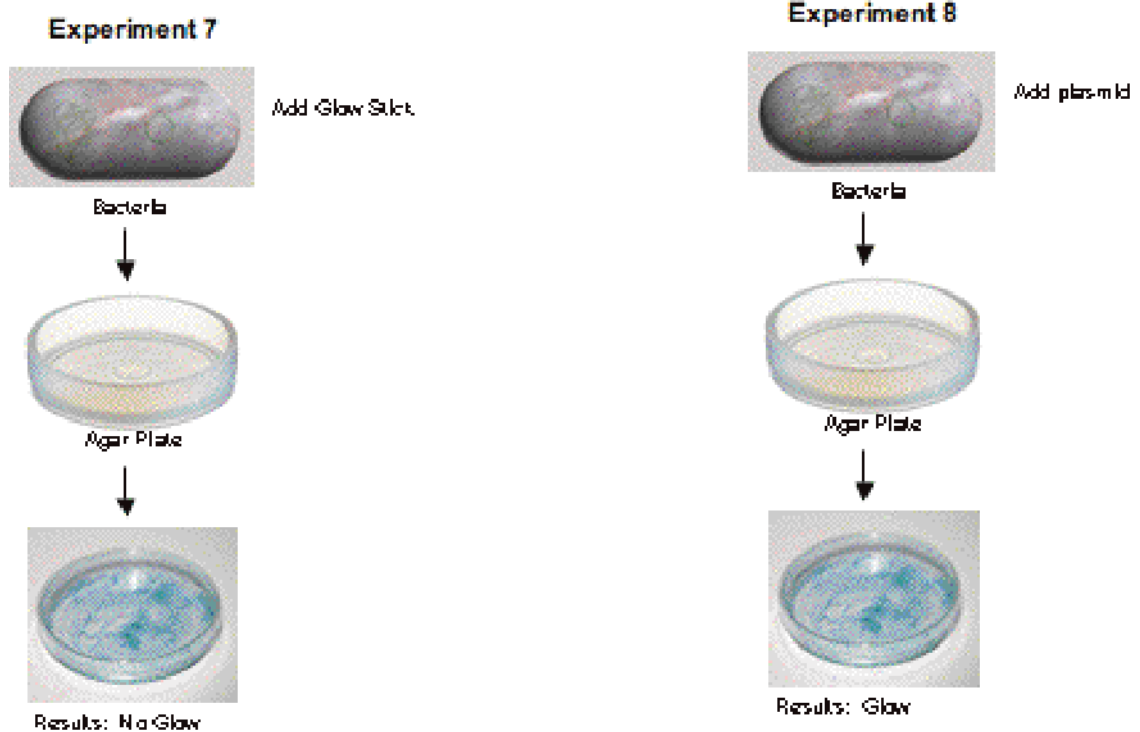 Experiment 7
Add Glow Stick
Bacteria
Agar Plate
Results: No Glow
Experiment 8
Add plasmid
Bacteria
Agar Plate
Results: Glow